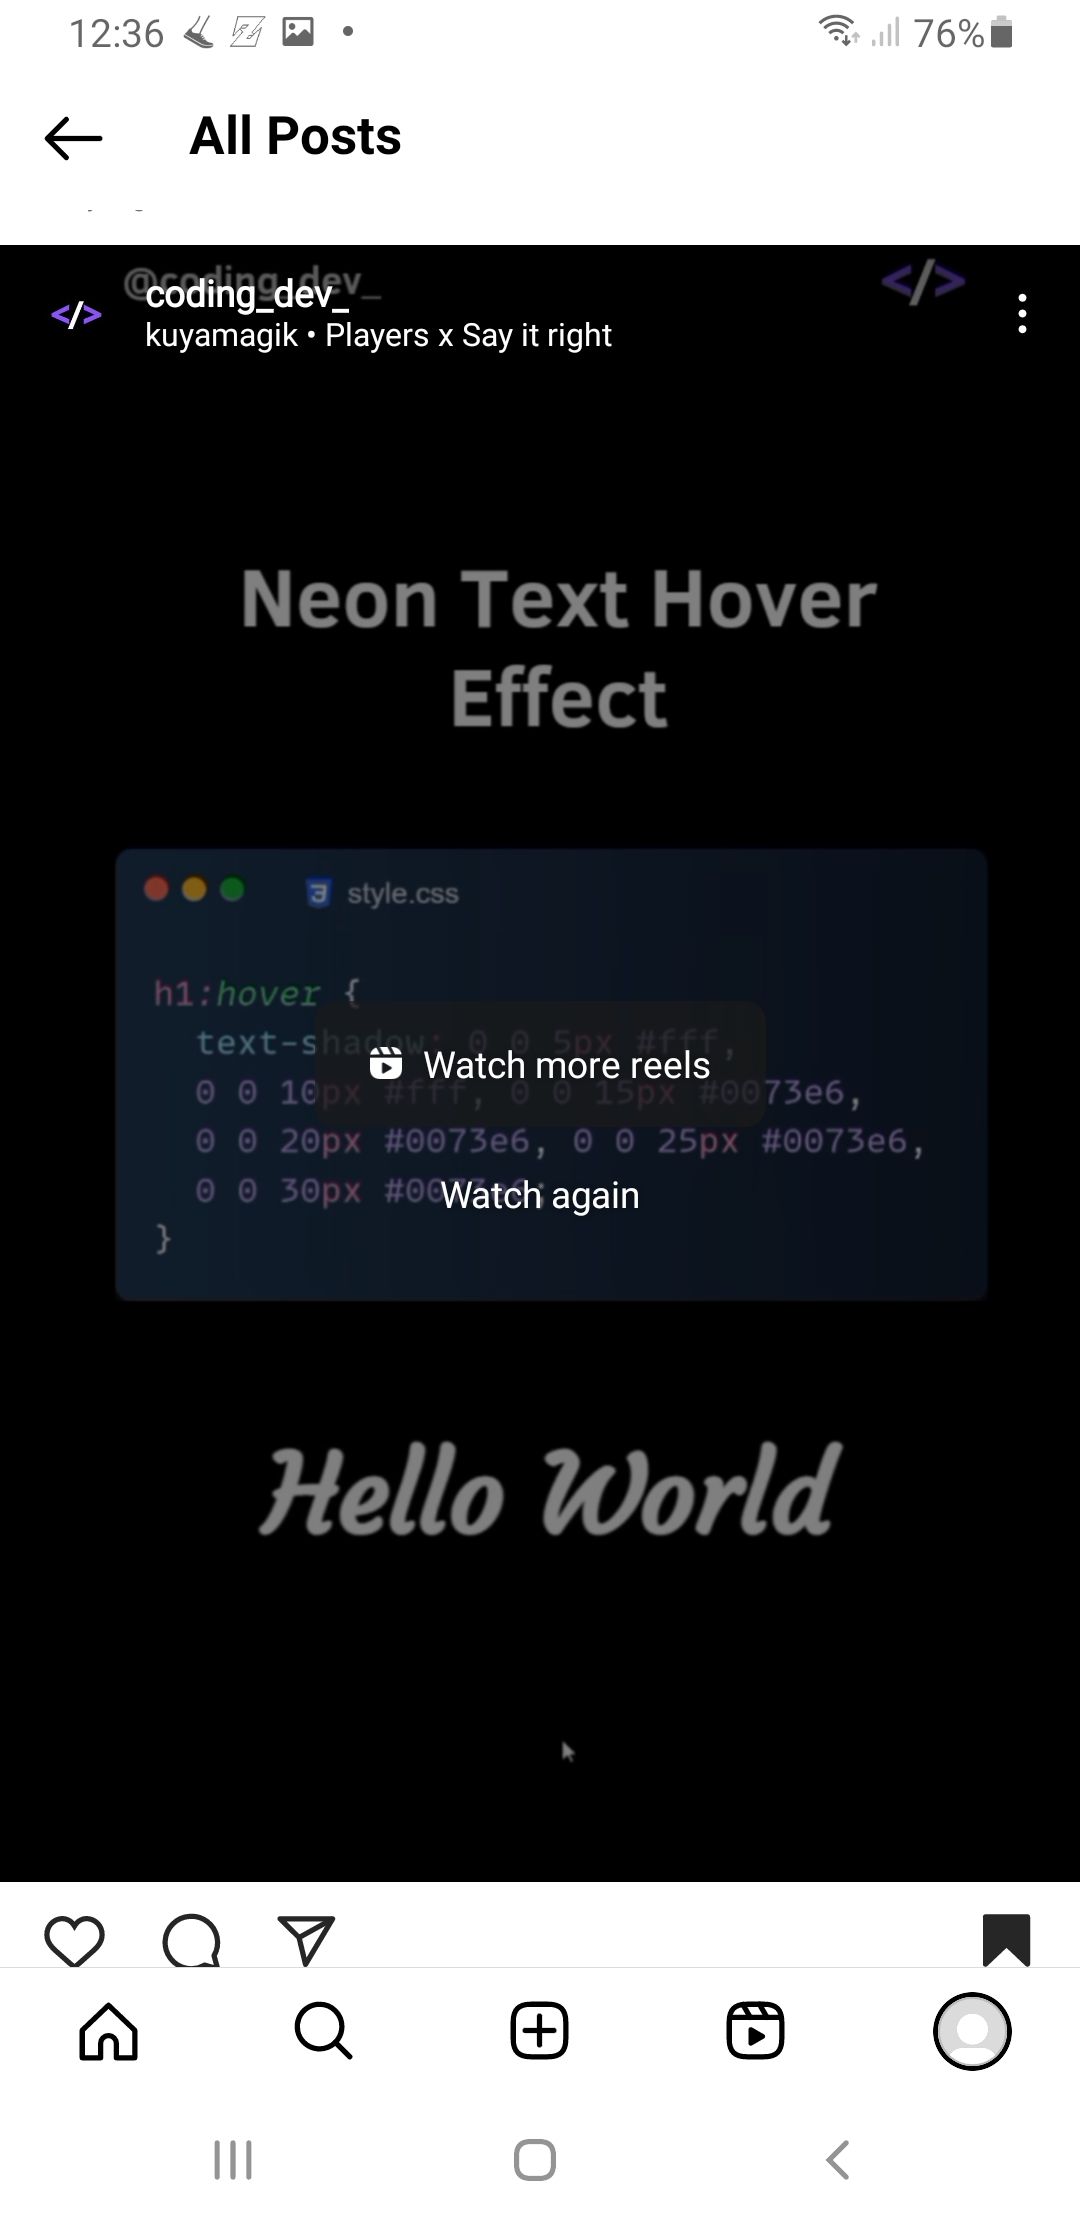 12:36
76%
All Posts
@coding_dev_
</>
coding_dev_
</>
kuyamagik • Players x Say it right
Neon Text Hover
Effect
style.css
h1:hover {
text-shadow: 0 0 5px #fff,
Watch more reels
0 0 10px #fff, 0 0 15px #0073e6,
0 0 20px #0073e6, 0 0 25px #0073e6,
0 0 30px #0073e6;
Watch again
}
Hello World